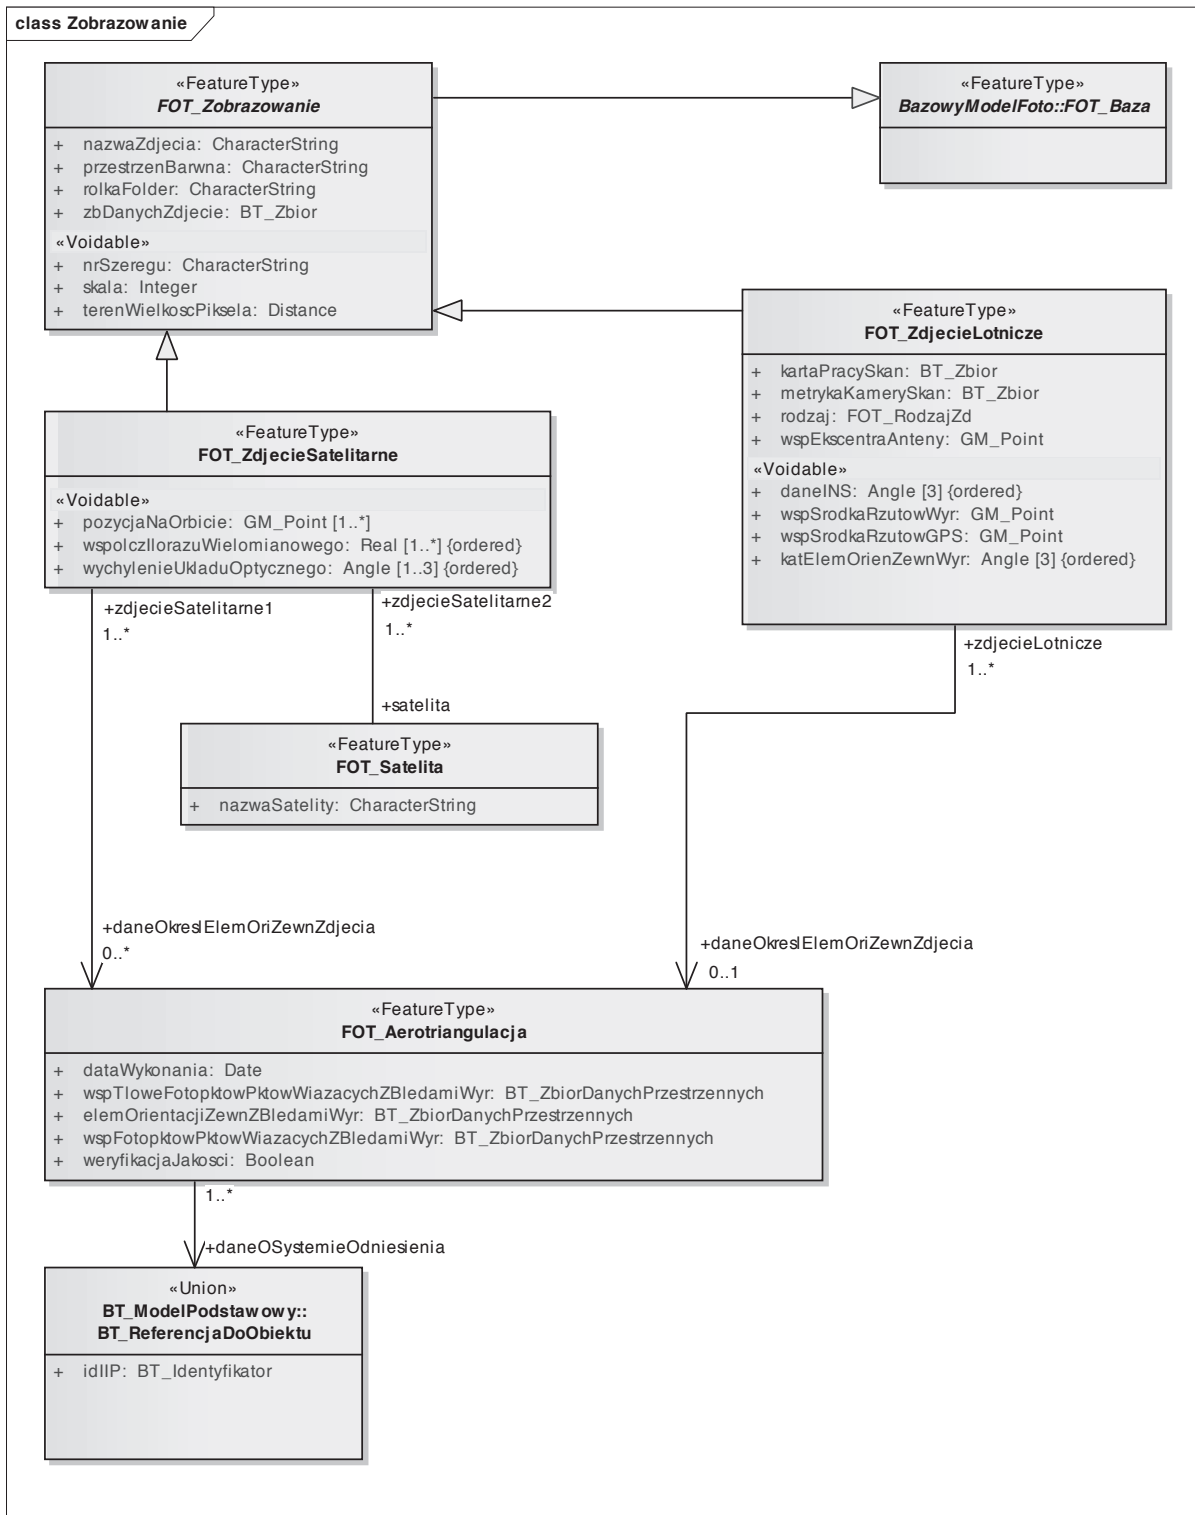 class Zobrazowanie
«FeatureType»
FOT_Zobrazowanie
+ nazwaZdjecia: CharacterString
+ przestrzenBarwna: CharacterString
+ rolkaFolder: CharacterString
+ zbDanychZdjecie: BT_Zbior
«Voidable»
+ nrSzeregu: CharacterString
+ skala: Integer
+ terenWielkoscPiksela: Distance
«FeatureType»
BazowyModelFoto::FOT_Baza
«FeatureType»
FOT_ZdjecieLotnicze
+ kartaPracySkan: BT_Zbior
+ metrykaKamerySkan: BT_Zbior
+ rodzaj: FOT_RodzajZd
+ wspEkscentraAnteny: GM_Point
«Voidable»
+ daneINS: Angle [3] {ordered}
+ wspSrodkaRzutowWyr: GM_Point
+ wspSrodkaRzutowGPS: GM_Point
+ katElemOrienZewnWyr: Angle [3] {ordered}
«FeatureType»
FOT_ZdjecieSatelitarne
«Voidable»
+ pozycjaNaOrbicie: GM_Point [1..*]
+ wspolczIlorazuWielomianowego: Real [1..*] {ordered}
+ wychylenieUkladuOptycznego: Angle [1..3] {ordered}
+zdjecieSatelitarne1
1..*
+zdjecieSatelitarne2
1..*
+zdjecieLotnicze
1..*
+satelita
«FeatureType»
FOT_Satelita
+ nazwaSatelity: CharacterString
+daneOkreslElemOriZewnZdjecia
0..*
+daneOkreslElemOriZewnZdjecia
0..1
«FeatureType»
FOT_Aerotriangulacja
+ dataWykonania: Date
+ wspTloweFotopktowPktowWiazacychZBledamiWyr: BT_ZbiorDanychPrzestrzennych
+ elemOrientacjiZewnZBledamiWyr: BT_ZbiorDanychPrzestrzennych
+ wspFotopktowPktowWiazacychZBledamiWyr: BT_ZbiorDanychPrzestrzennych
+ weryfikacjaJakosci: Boolean
1..*
+daneOSystemieOdniesienia
«Union»
BT_ModelPodstawowy::
BT_ReferencjaDoObiektu
+ idIIP: BT_Identyfikator